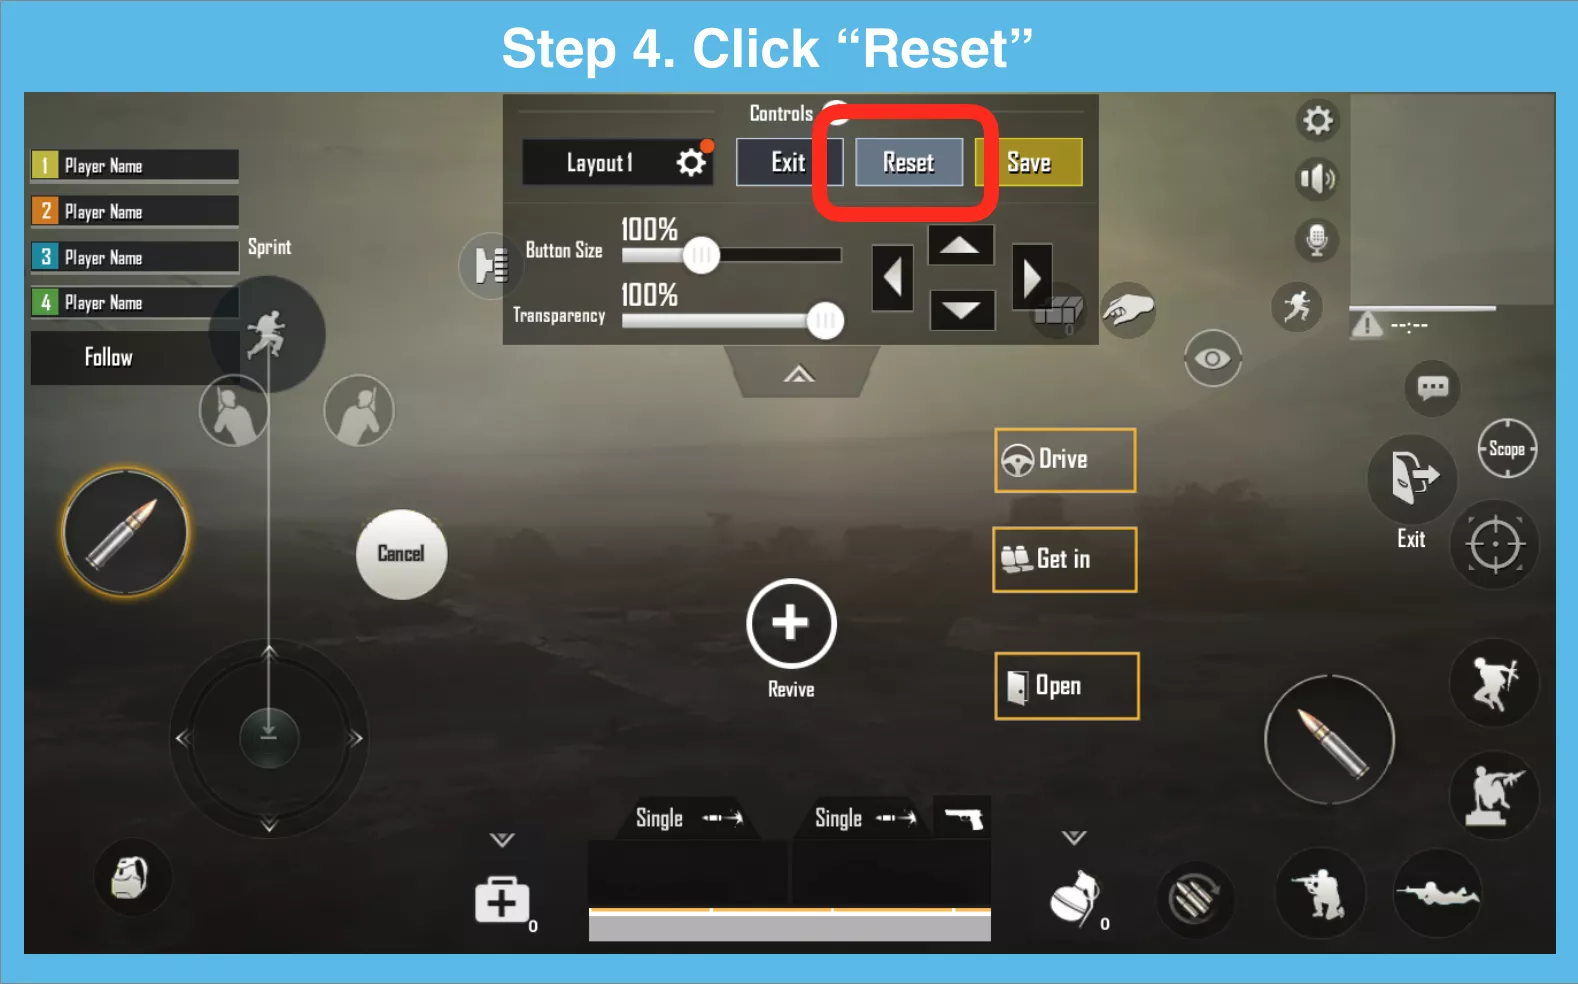 Step 4. Click “Reset”
Controls
Layout 1
Exit
Reset
Save
1 Player Name
2 Player Name
3 Player Name
4 Player Name
Follow
Sprint
Button Size
100%
Transparency
100%
0
--:--
Drive
Get in
Open
Scope
Exit
Cancel
Revive
Single
Single
0
0